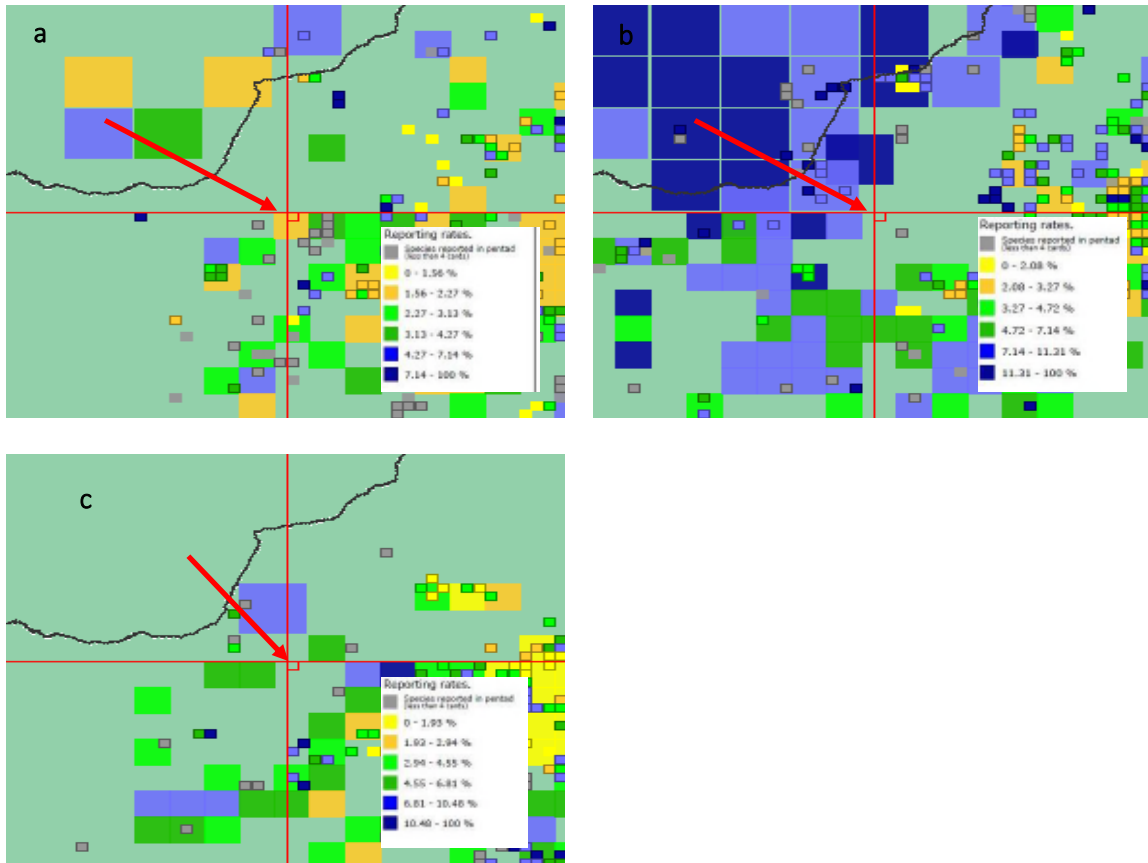 a
Reporting rates.
Species reported in pentad
(less than 4 cards)
0 - 1.56 %
1.56 - 2.27 %
2.27 - 3.13 %
3.13 - 4.27 %
4.27 - 7.14 %
7.14 - 100 %
b
Reporting rates.
Species reported in pentad
(less than 4 cards)
0 - 2.08 %
2.08 - 3.27 %
3.27 - 4.72 %
4.72 - 7.14 %
7.14 - 11.31 %
11.31 - 100 %
c
Reporting rates.
Species reported in pentad
(less than 4 cards)
0 - 1.93 %
1.93 - 2.94 %
2.94 - 4.55 %
4.55 - 6.81 %
6.81 - 10.48 %
10.48 - 100 %